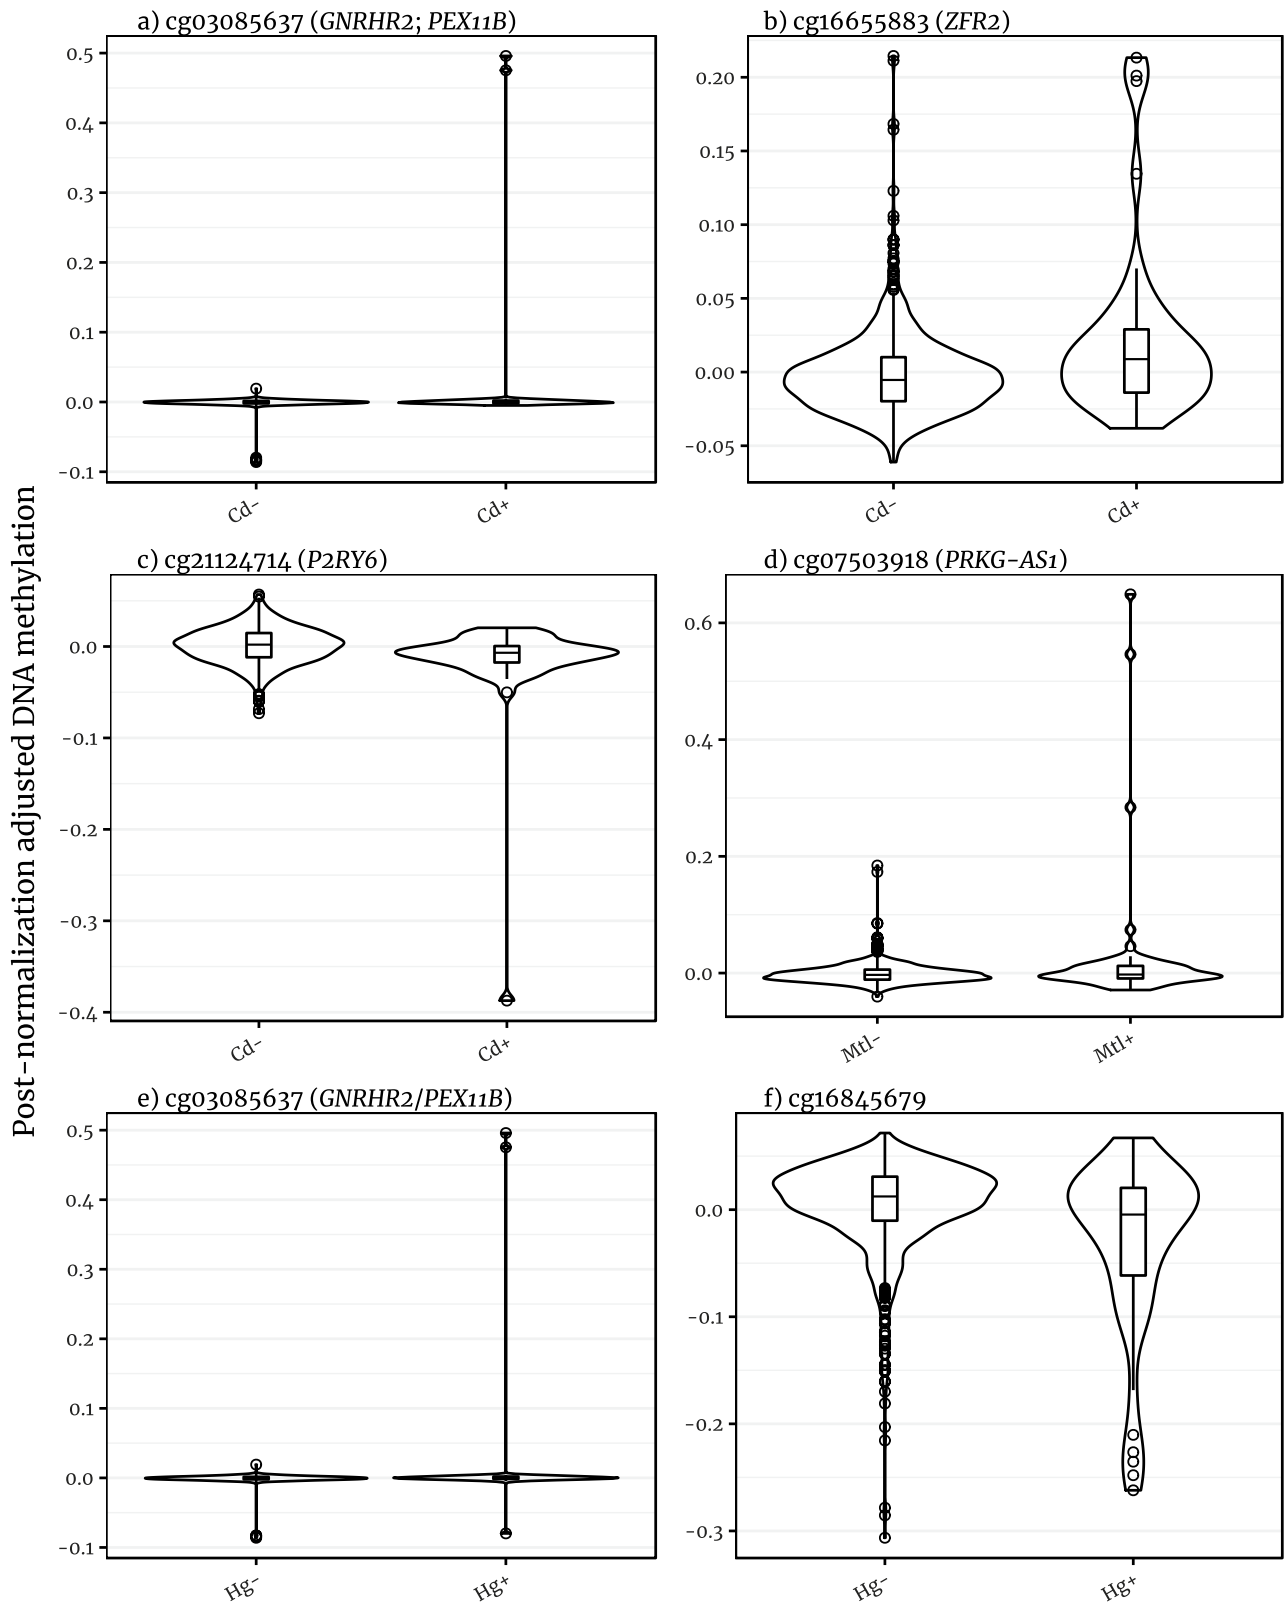 Post-normalization adjusted DNA methylation
a) cg03085637 (GNRHR2; PEX11B)
0.5
0.4
0.3
0.2
0.1
0.0
-0.1
Cd-
Cd+
b) cg16655883 (ZFR2)
0.20
0.15
0.10
0.05
0.00
-0.05
Cd-
Cd+
c) cg21124714 (P2RY6)
0.0
-0.1
-0.2
-0.3
-0.4
Cd-
Cd+
d) cg07503918 (PRKG-AS1)
0.6
0.4
0.2
0.0
Mtl-
Mtl+
e) cg03085637 (GNRHR2/PEX11B)
0.5
0.4
0.3
0.2
0.1
0.0
-0.1
Hg-
Hg+
f) cg16845679
0.0
-0.1
-0.2
-0.3
Hg-
Hg+